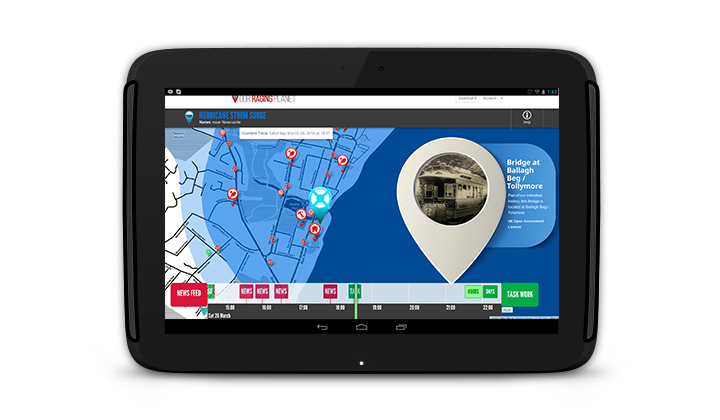 1:43
OUR RAGING PLANET
Dashboard Account
HURRICANE STORM SURGE
Notes: near Newcastle
Help
Current Time: Saturday, March 26, 2016 at 18:31
Bridge at
Ballagh
Beg /
Tollymore
Part of our industrial
history, this Bridge is
located at Ballagh Beg /
Tollymore
UK Open Government
License
NEWS FEED
NEWS NEWS NEWS NEWS TASK
HOURS DAYS
TASK WORK
15:00 16:00 17:00 18:00 19:00 20:00 21:00 22:00
Sat 26 March